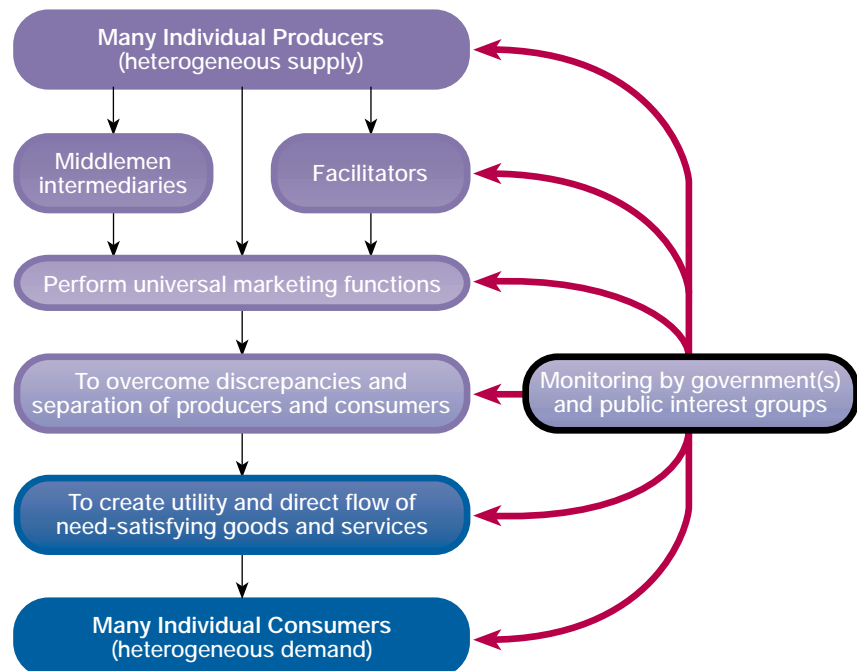 Many Individual Producers
(heterogeneous supply)
Middlemen
intermediaries
Facilitators
Perform universal marketing functions
To overcome discrepancies and
separation of producers and consumers
Monitoring by government(s)
and public interest groups
To create utility and direct flow of
need-satisfying goods and services
Many Individual Consumers
(heterogeneous demand)